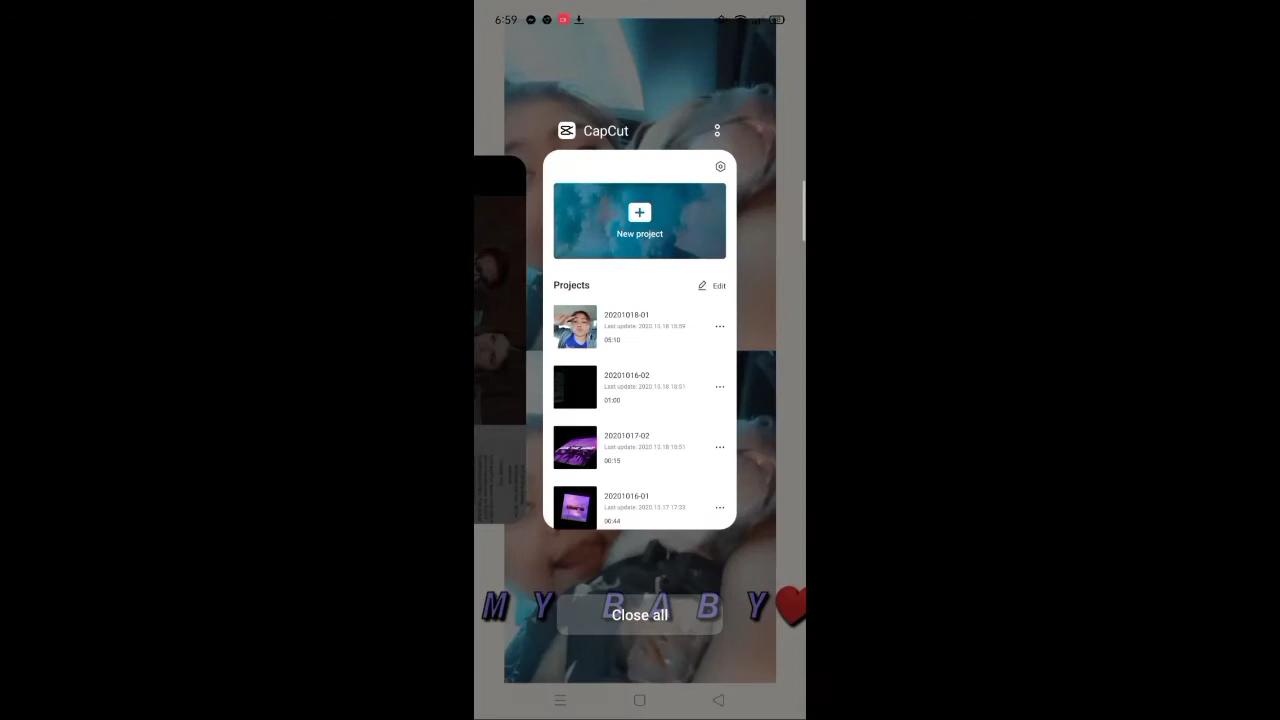 6:59
CapCut
New project
Projects
Edit
20201018-01
Last update: 2020.10.18 18:59
05:10
20201016-02
Last update: 2020.10.18 18:51
01:00
20201017-02
Last update: 2020.10.18 18:51
00:15
20201016-01
Last update: 2020.10.17 17:33
00:44
MY BABY❤
Close all